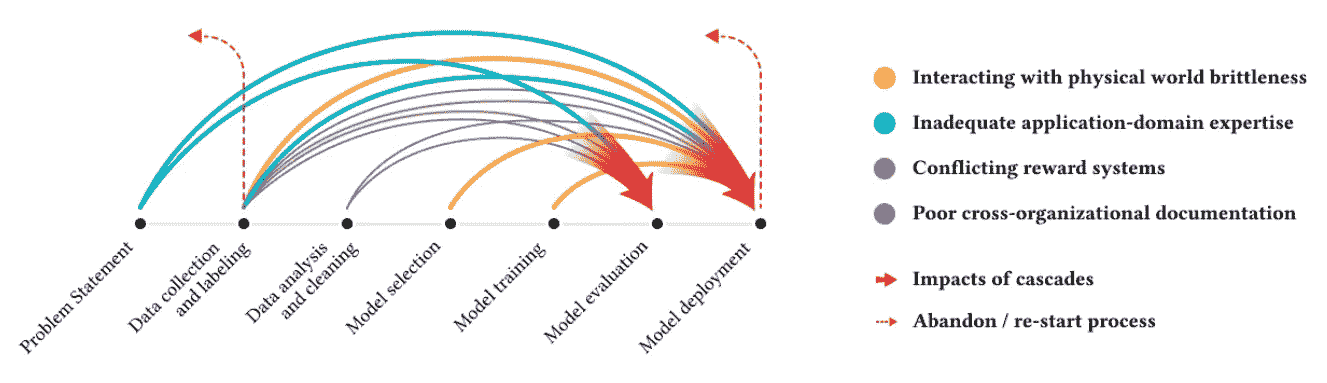 Interacting with physical world brittleness
Inadequate application-domain expertise
Conflicting reward systems
Poor cross-organizational documentation
Impacts of cascades
Abandon / re-start process
Problem Statement
Data collection
and labeling
Data analysis
and cleaning
Model selection
Model training
Model evaluation
Model deployment